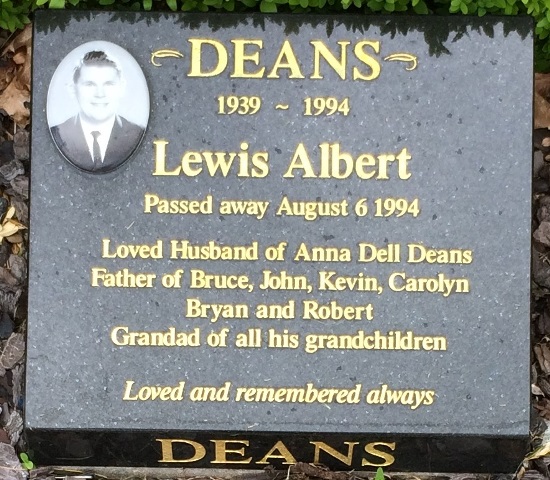 DEANS
1939 ~ 1994
Lewis Albert
Passed away August 6 1994
Loved Husband of Anna Dell Deans
Father of Bruce, John, Kevin, Carolyn
Bryan and Robert
Grandad of all his grandchildren
Loved and remembered always
DEANS